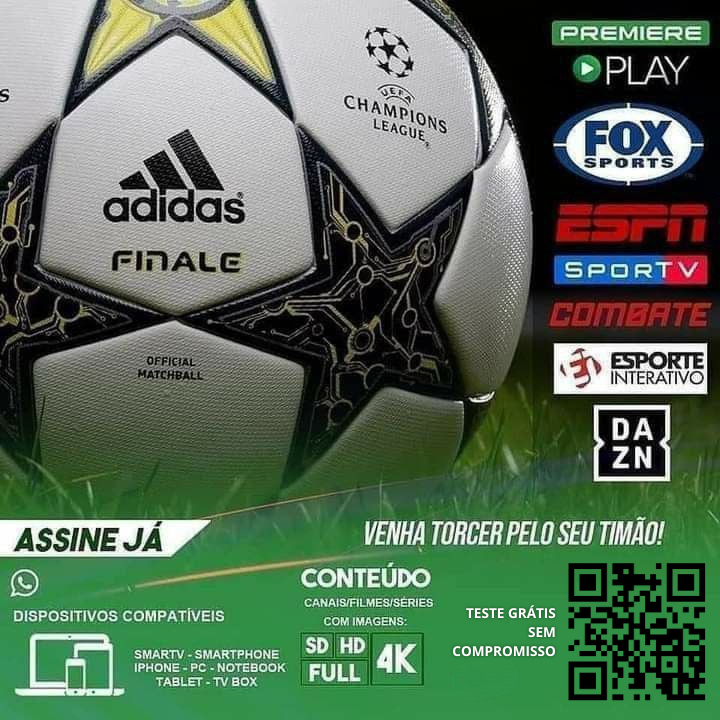 PREMIERE
PLAY
FOX
SPORTS
ESPN
SPORTV
COMBATE
ESPORTE
INTERATIVO
DA
ZN
UEFA
CHAMPIONS
LEAGUE
adidas
FINALE
OFFICIAL
MATCHBALL
ASSINE JÁ
VENHA TORCER PELO SEU TIMÃO!
DISPOSITIVOS COMPATÍVEIS
SMARTV - SMARTPHONE
IPHONE - PC - NOTEBOOK
TABLET - TV BOX
CONTEÚDO
CANAIS/FILMES/SÉRIES
COM IMAGENS:
SD HD
FULL 4K
TESTE GRÁTIS
SEM
COMPROMISSO